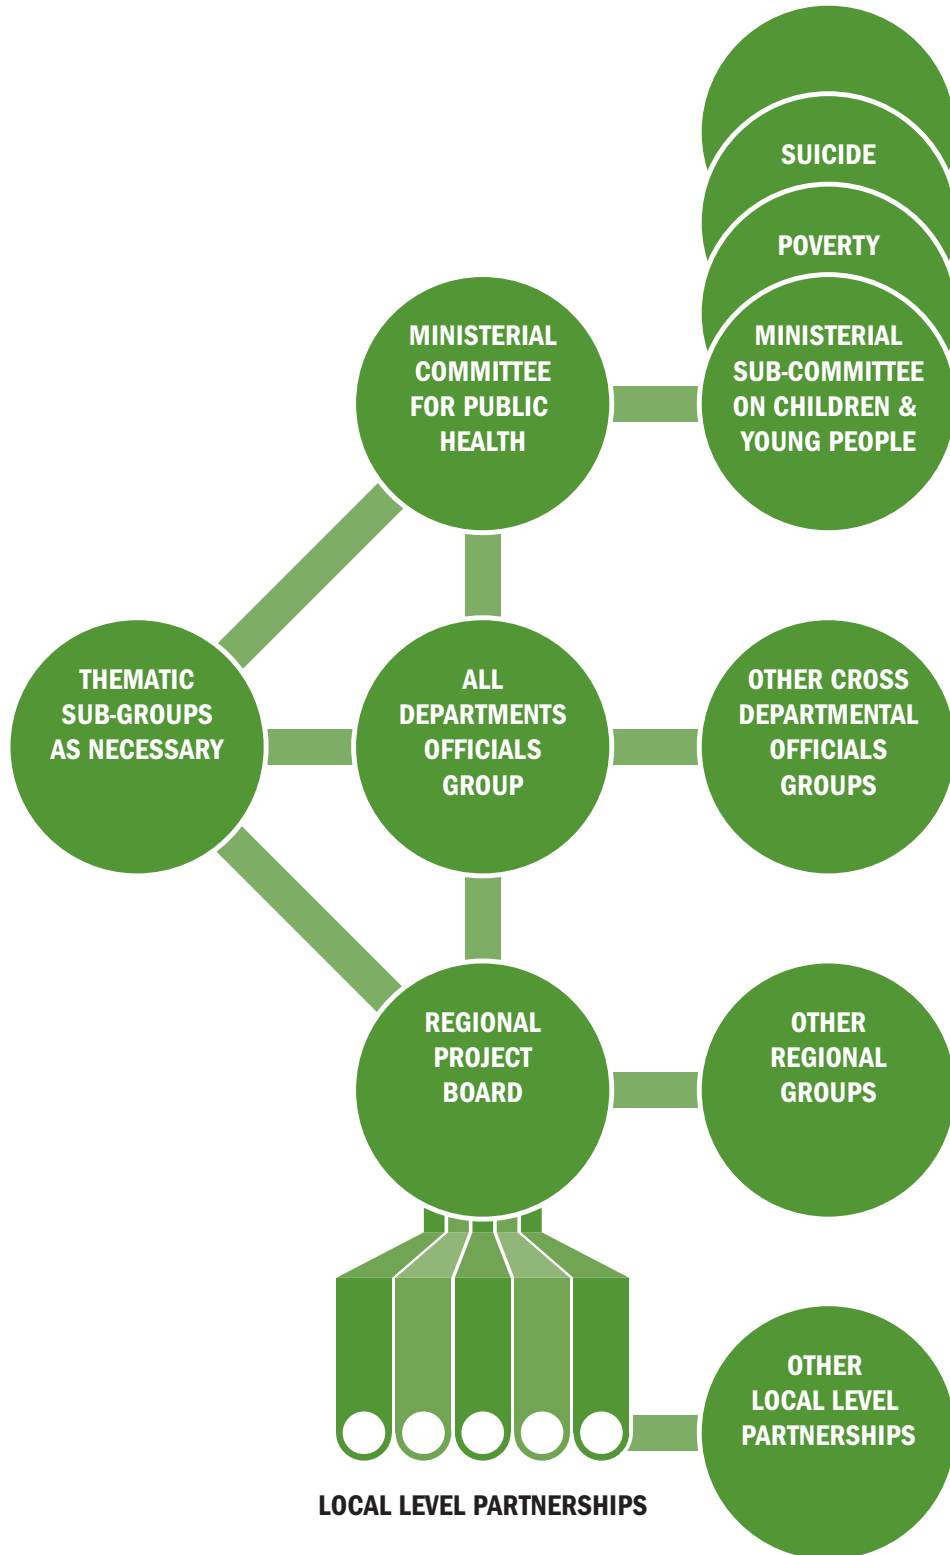 SUICIDE
POVERTY
MINISTERIAL
COMMITTEE
FOR PUBLIC
HEALTH
MINISTERIAL
SUB-COMMITTEE
ON CHILDREN &
YOUNG PEOPLE
THEMATIC
SUB-GROUPS
AS NECESSARY
ALL
DEPARTMENTS
OFFICIALS
GROUP
OTHER CROSS
DEPARTMENTAL
OFFICIALS
GROUPS
REGIONAL
PROJECT
BOARD
OTHER
REGIONAL
GROUPS
OTHER
LOCAL LEVEL
PARTNERSHIPS
LOCAL LEVEL PARTNERSHIPS